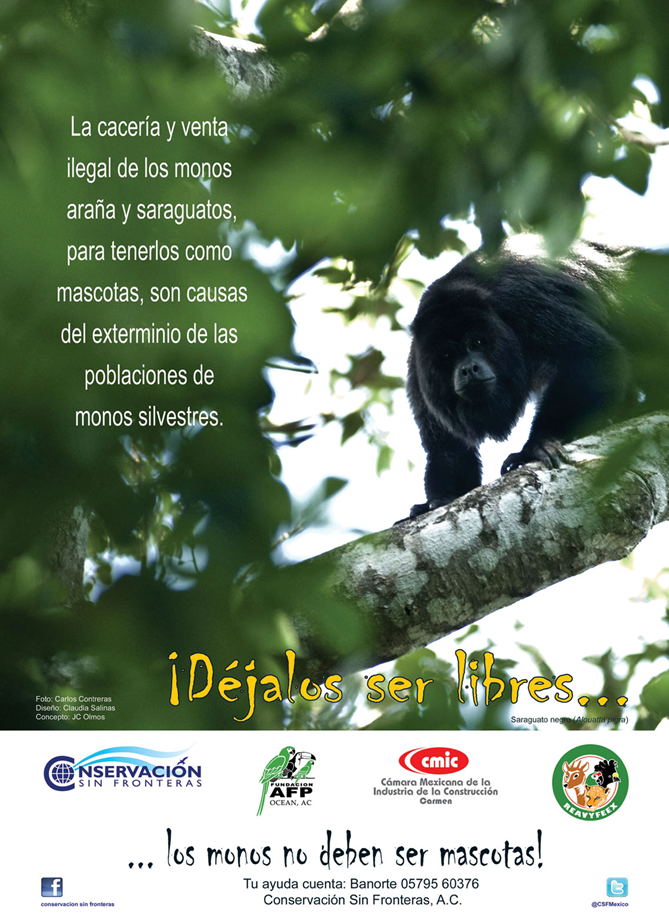 La cacería y venta
ilegal de los monos
araña y saraguatos,
para tenerlos como
mascotas, son causas
del exterminio de las
poblaciones de
monos silvestres.
¡Déjalos ser libres...
Foto: Carlos Contreras
Diseño: Claudia Salinas
Concepto: JC Olmos
Saraguato negro (Alouatta pigra)
CONSERVACIÓN
SIN FRONTERAS
FUNDACIÓN
AFP
OCEAN, AC
cmic
Cámara Mexicana de la
Industria de la Construcción
Carmen
REAVYFEEX
... los monos no deben ser mascotas!
Tu ayuda cuenta: Banorte 05795 60376
Conservación Sin Fronteras, A.C.
conservacion sin fronteras
@CSFMexico